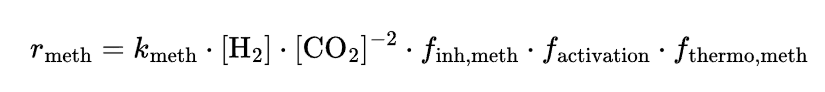 r_meth = k_meth · [H₂] · [CO₂]⁻² · f_inh,meth · f_activation · f_thermo,meth